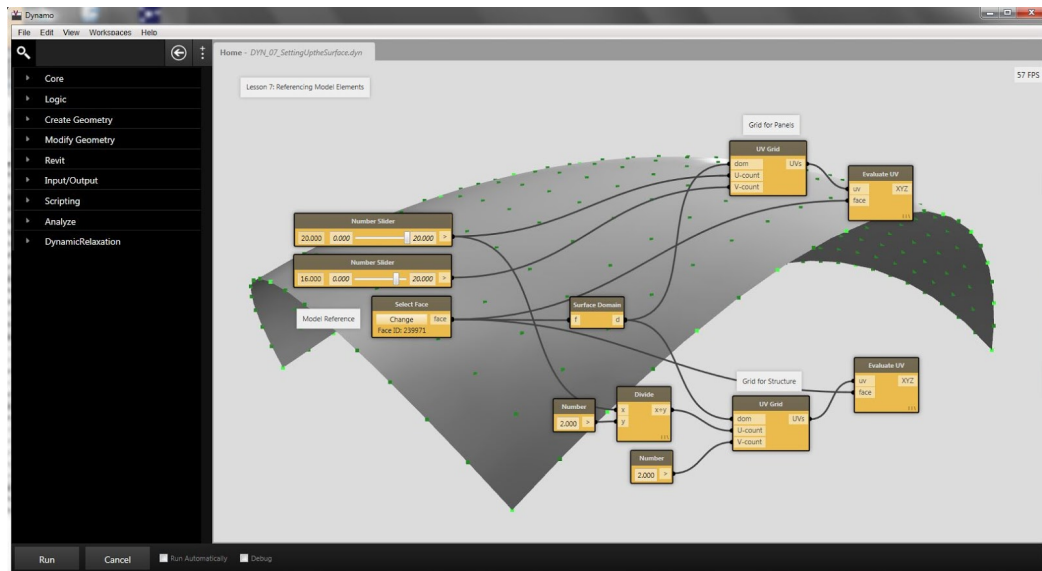 Dynamo
File Edit View Workspaces Help
Home - DYN_07_SettingUptheSurface.dyn
57 FPS
Core
Logic
Create Geometry
Modify Geometry
Revit
Input/Output
Scripting
Analyze
DynamicRelaxation
Lesson 7: Referencing Model Elements
Grid for Panels
UV Grid
dom UVs
U-count
V-count
Evaluate UV
uv XYZ
face
Number Slider
20.000 0.000 20.000 >
Number Slider
16.000 0.000 20.000 >
Select Face
Change face
Face ID: 239971
Model Reference
Surface Domain
f d
Grid for Structure
Evaluate UV
uv XYZ
face
Number
2.000 >
Divide
x x÷y
y
UV Grid
dom UVs
U-count
V-count
Number
2.000 >
Run Cancel Run Automatically Debug